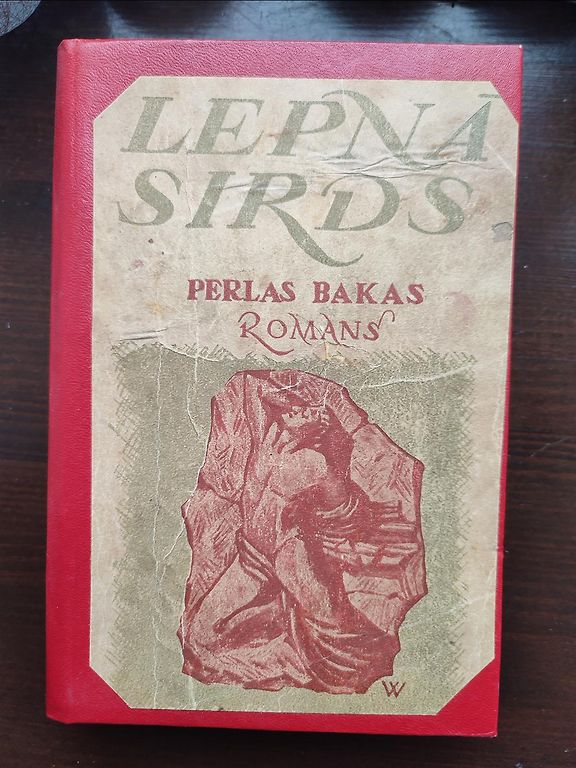 LEPNĀ
SIRDS
PERLAS BAKAS
ROMANS
W